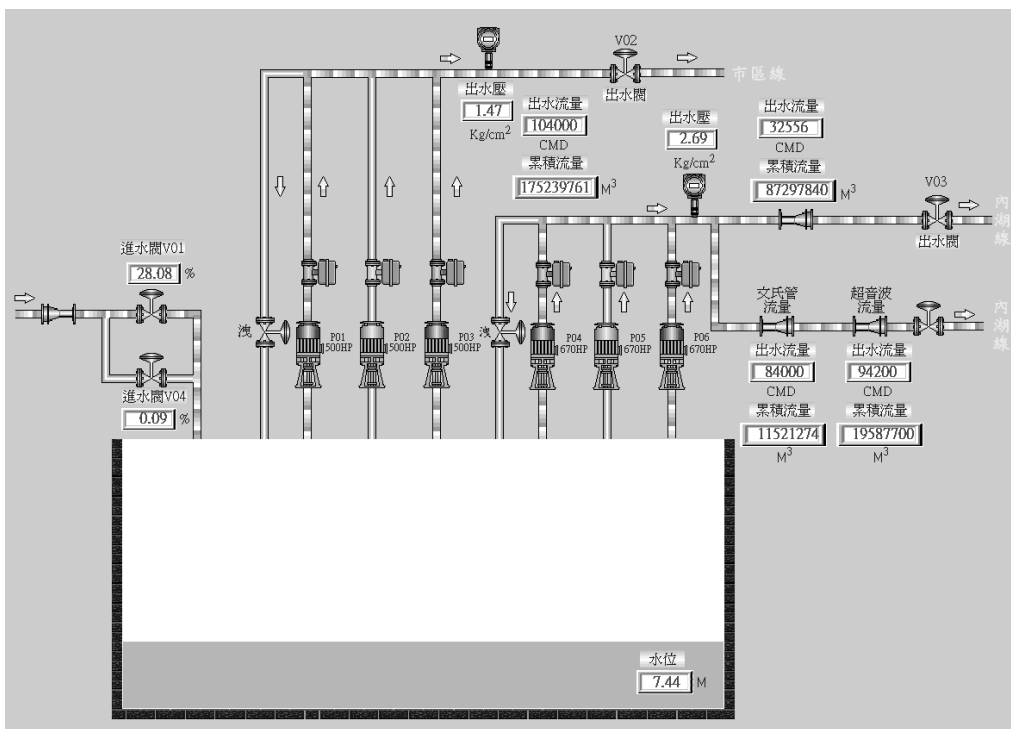 V02
市區線
出水壓
1.47
Kg/cm2
出水流量
104000
CMD
累積流量
175239761 M3
出水閥
出水壓
2.69
Kg/cm2
出水流量
32556
CMD
累積流量
87297840 M3
V03
內湖線
出水閥
進水閥V01
28.08 %
進水閥V04
0.09 %
洩
P01
500HP
P02
500HP
P03
500HP
洩
P04
670HP
P05
670HP
P06
670HP
文氏管
流量
出水流量
84000
CMD
累積流量
11521274
M3
超音波
流量
出水流量
94200
CMD
累積流量
19587700
M3
內湖線
水位
7.44 M